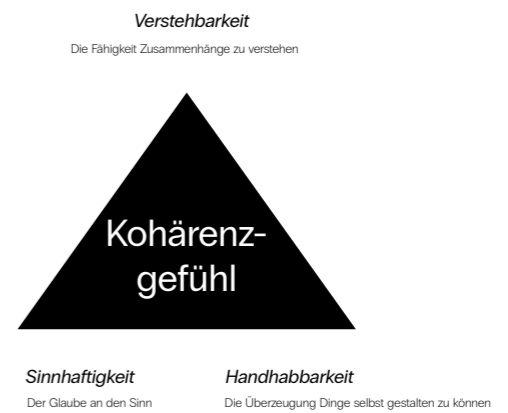 Verstehbarkeit
Die Fähigkeit Zusammenhänge zu verstehen
Kohärenz-
gefühl
Sinnhaftigkeit
Der Glaube an den Sinn
Handhabbarkeit
Die Überzeugung Dinge selbst gestalten zu können